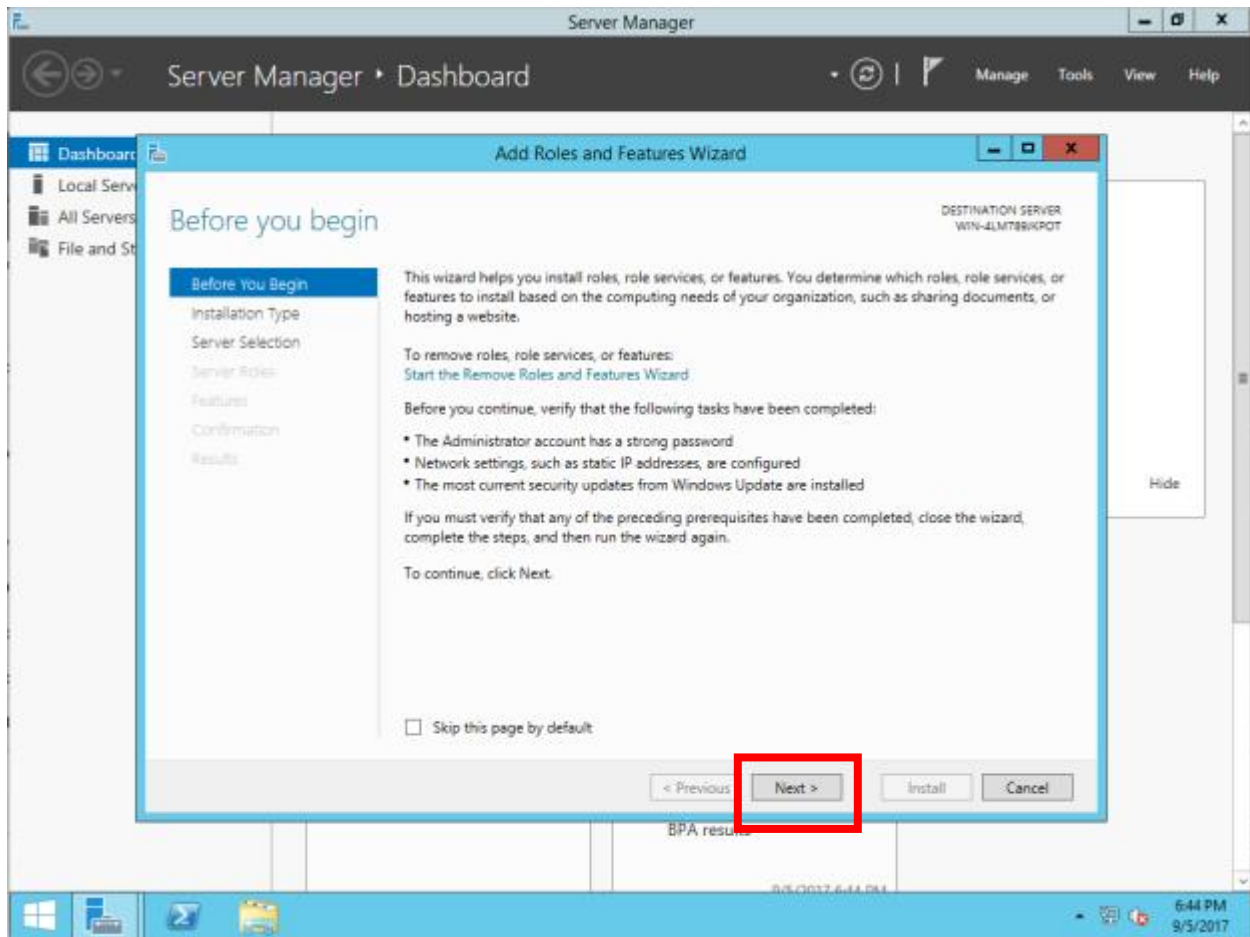 Server Manager
Server Manager • Dashboard
Manage Tools View Help
Dashboard
Local Serv
All Servers
File and St
Add Roles and Features Wizard
Before you begin
DESTINATION SERVER
Before You Begin
Installation Type
Server Selection
Server Roles
Features
Confirmation
Results
This wizard helps you install roles, role services, or features. You determine which roles, role services, or
features to install based on the computing needs of your organization, such as sharing documents, or
hosting a website.
To remove roles, role services, or features:
Start the Remove Roles and Features Wizard
Before you continue, verify that the following tasks have been completed:
• The Administrator account has a strong password
• Network settings, such as static IP addresses, are configured
• The most current security updates from Windows Update are installed
If you must verify that any of the preceding prerequisites have been completed, close the wizard,
complete the steps, and then run the wizard again.
To continue, click Next.
Skip this page by default
< Previous Next > Install Cancel
Hide
BPA results
9/5/2017 6:44 PM
6:44 PM
9/5/2017